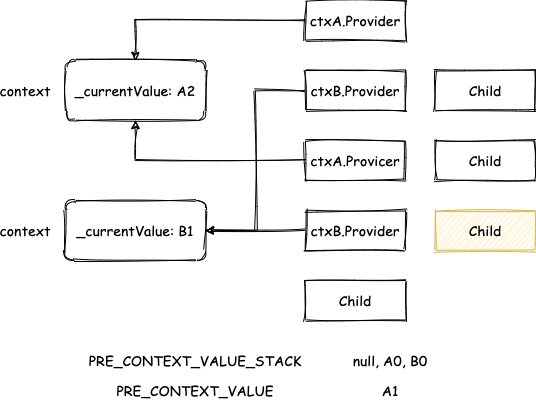 ctxA.Provider
context
_currentValue: A2
ctxB.Provider
Child
ctxA.Provicer
Child
context
_currentValue: B1
ctxB.Provider
Child
Child
PRE_CONTEXT_VALUE_STACK null, A0, B0
PRE_CONTEXT_VALUE A1